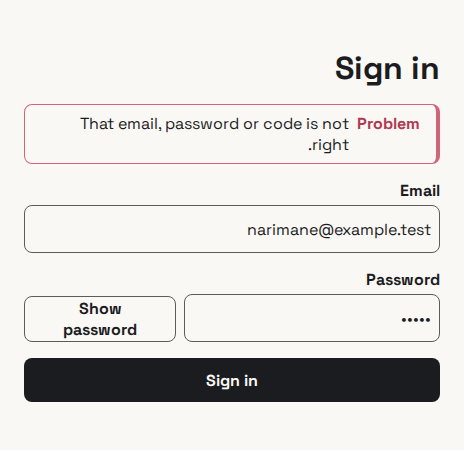 Sign in
Problem That email, password or code is not
.right
Email
narimane@example.test
Password
•••••
Show
password
Sign in